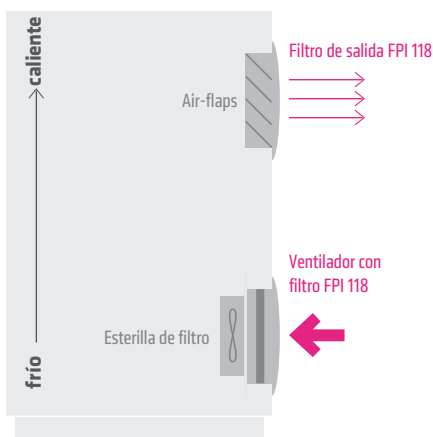 caliente
Filtro de salida FPI 118
Air-flaps
Ventilador con
filtro FPI 118
Esterilla de filtro
frío